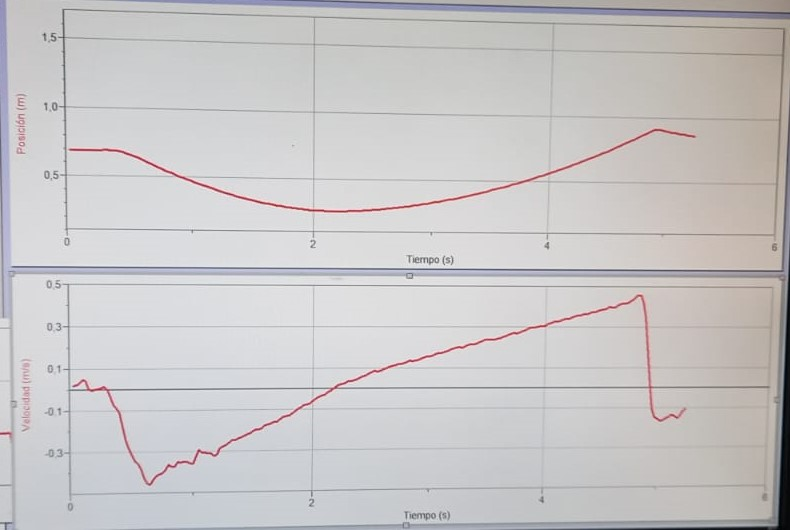 1,5
1,0
0,5
Posición (m)
0 2 4 6
Tiempo (s)
0.5
0.3
0.1
-0.1
-0.3
Velocidad (m/s)
0 2 4 6
Tiempo (s)